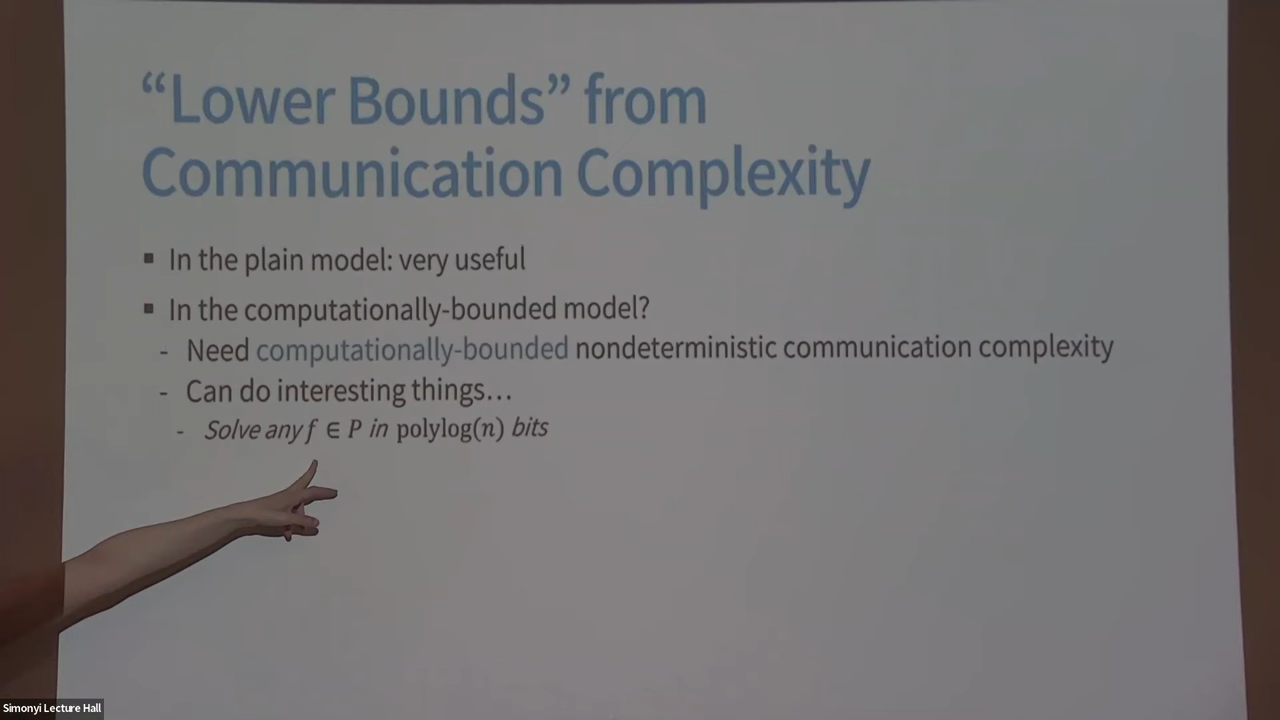 “Lower Bounds” from
Communication Complexity
▪ In the plain model: very useful
▪ In the computationally-bounded model?
- Need computationally-bounded nondeterministic communication complexity
- Can do interesting things…
- Solve any f ∈ P in polylog(n) bits
Simonyi Lecture Hall